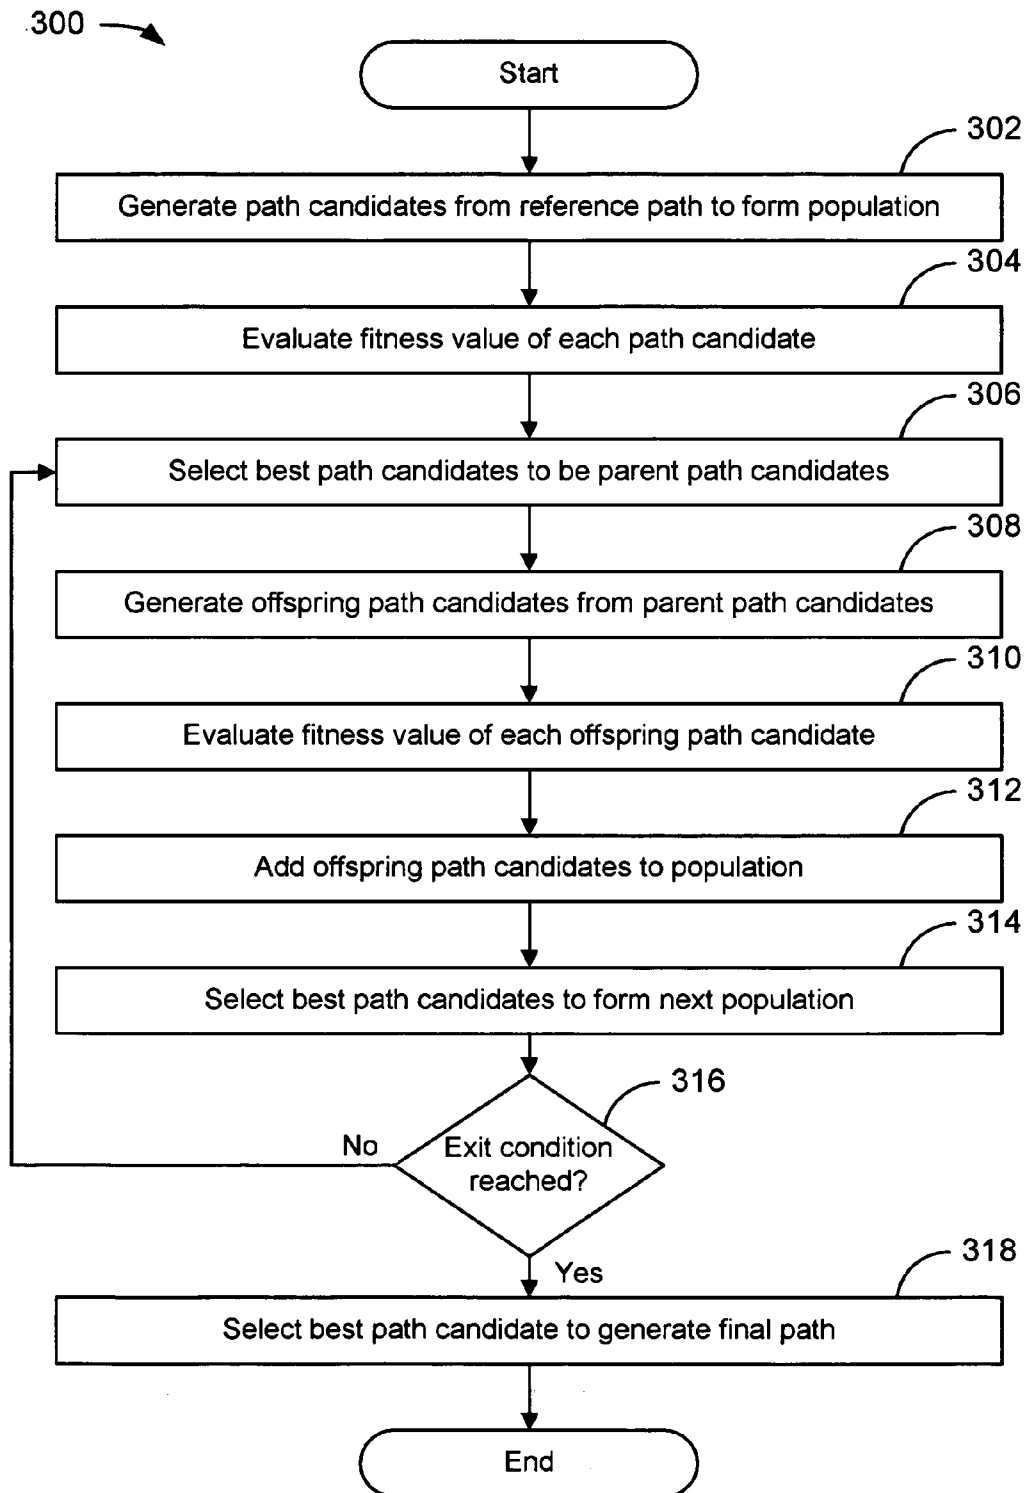 300
Start
302
Generate path candidates from reference path to form population
304
Evaluate fitness value of each path candidate
306
Select best path candidates to be parent path candidates
308
Generate offspring path candidates from parent path candidates
310
Evaluate fitness value of each offspring path candidate
312
Add offspring path candidates to population
314
Select best path candidates to form next population
316
No
Exit condition
reached?
Yes
318
Select best path candidate to generate final path
End